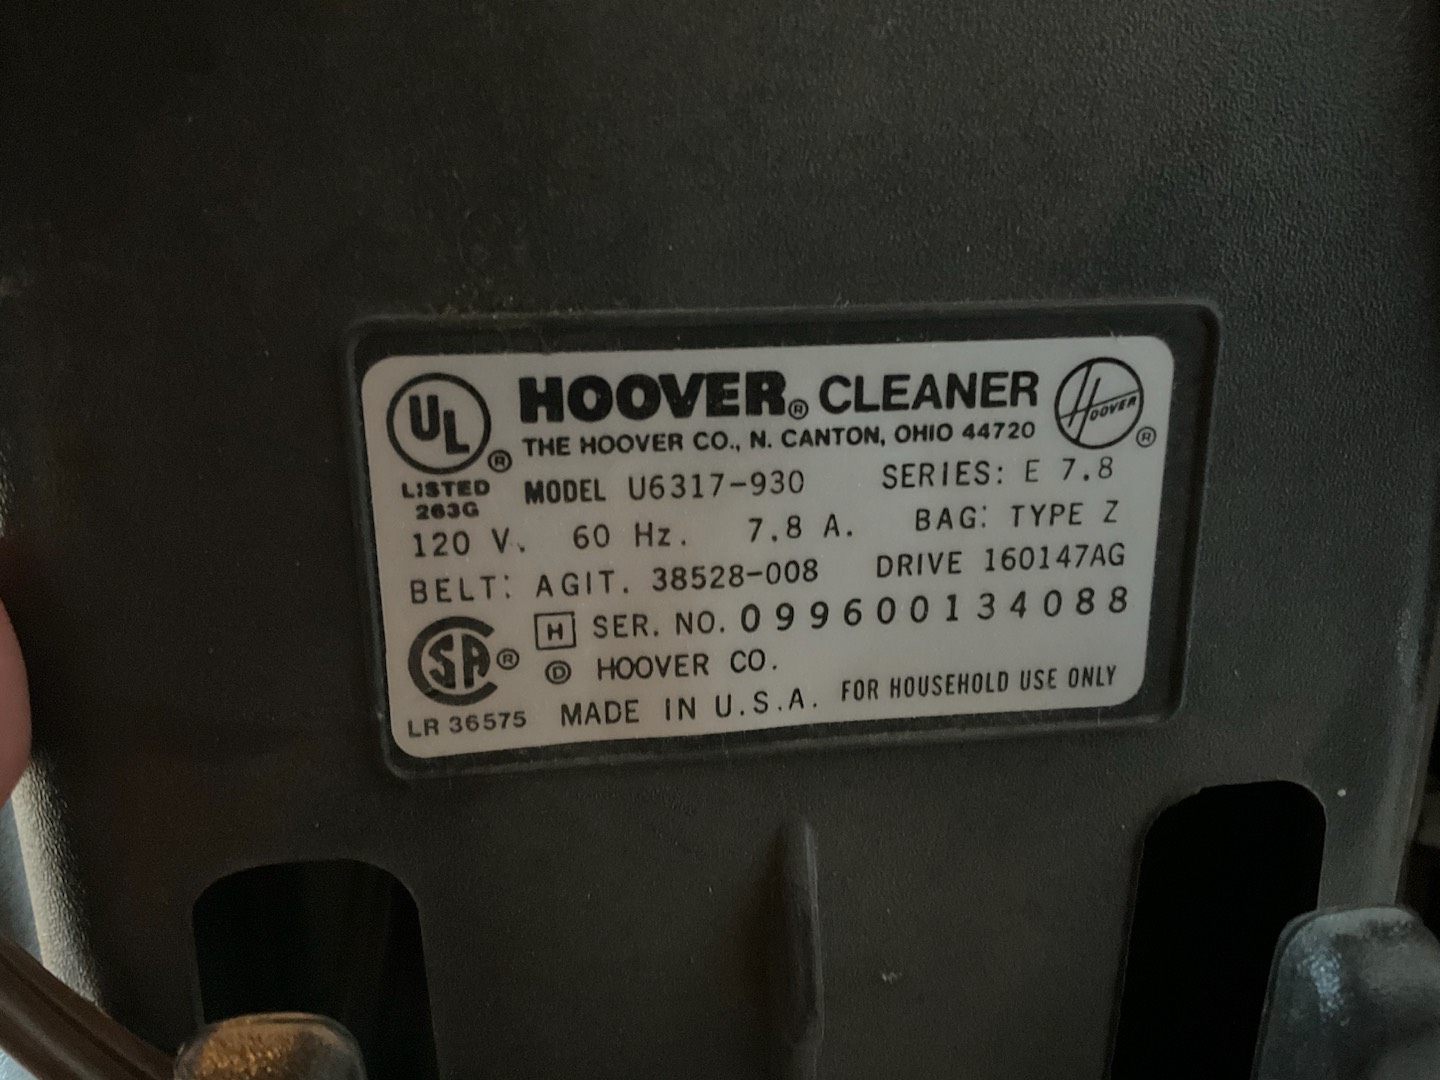 UL ® HOOVER® CLEANER HOOVER ®
THE HOOVER CO., N. CANTON, OHIO 44720
LISTED 263G
MODEL U6317-930 SERIES: E 7.8
120 V. 60 Hz. 7.8 A. BAG: TYPE Z
BELT: AGIT. 38528-008 DRIVE 160147AG
H SER. NO. 099600134088
SA ® D HOOVER CO.
LR 36575 MADE IN U.S.A. FOR HOUSEHOLD USE ONLY